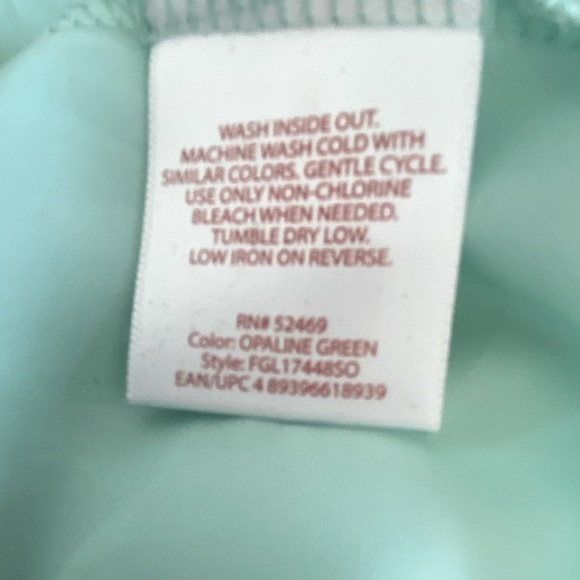 WASH INSIDE OUT.
MACHINE WASH COLD WITH
SIMILAR COLORS. GENTLE CYCLE.
USE ONLY NON-CHLORINE
BLEACH WHEN NEEDED.
TUMBLE DRY LOW.
LOW IRON ON REVERSE.
RN# 52469
Color: OPALINE GREEN
Style: FGL17448SO
EAN/UPC 4 89396618939